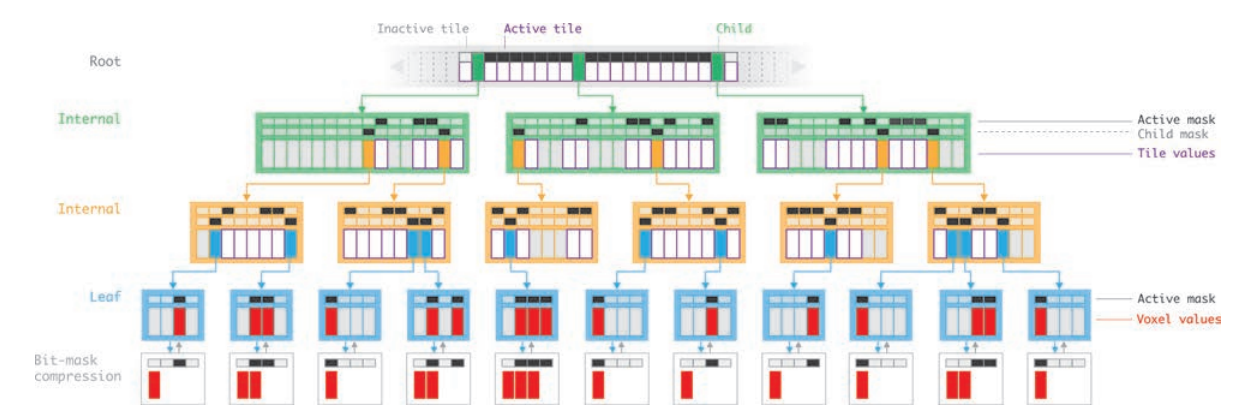 Inactive tile Active tile Child
Root
Internal
Active mask
Child mask
Tile values
Internal
Leaf
Active mask
Voxel values
Bit-mask
compression